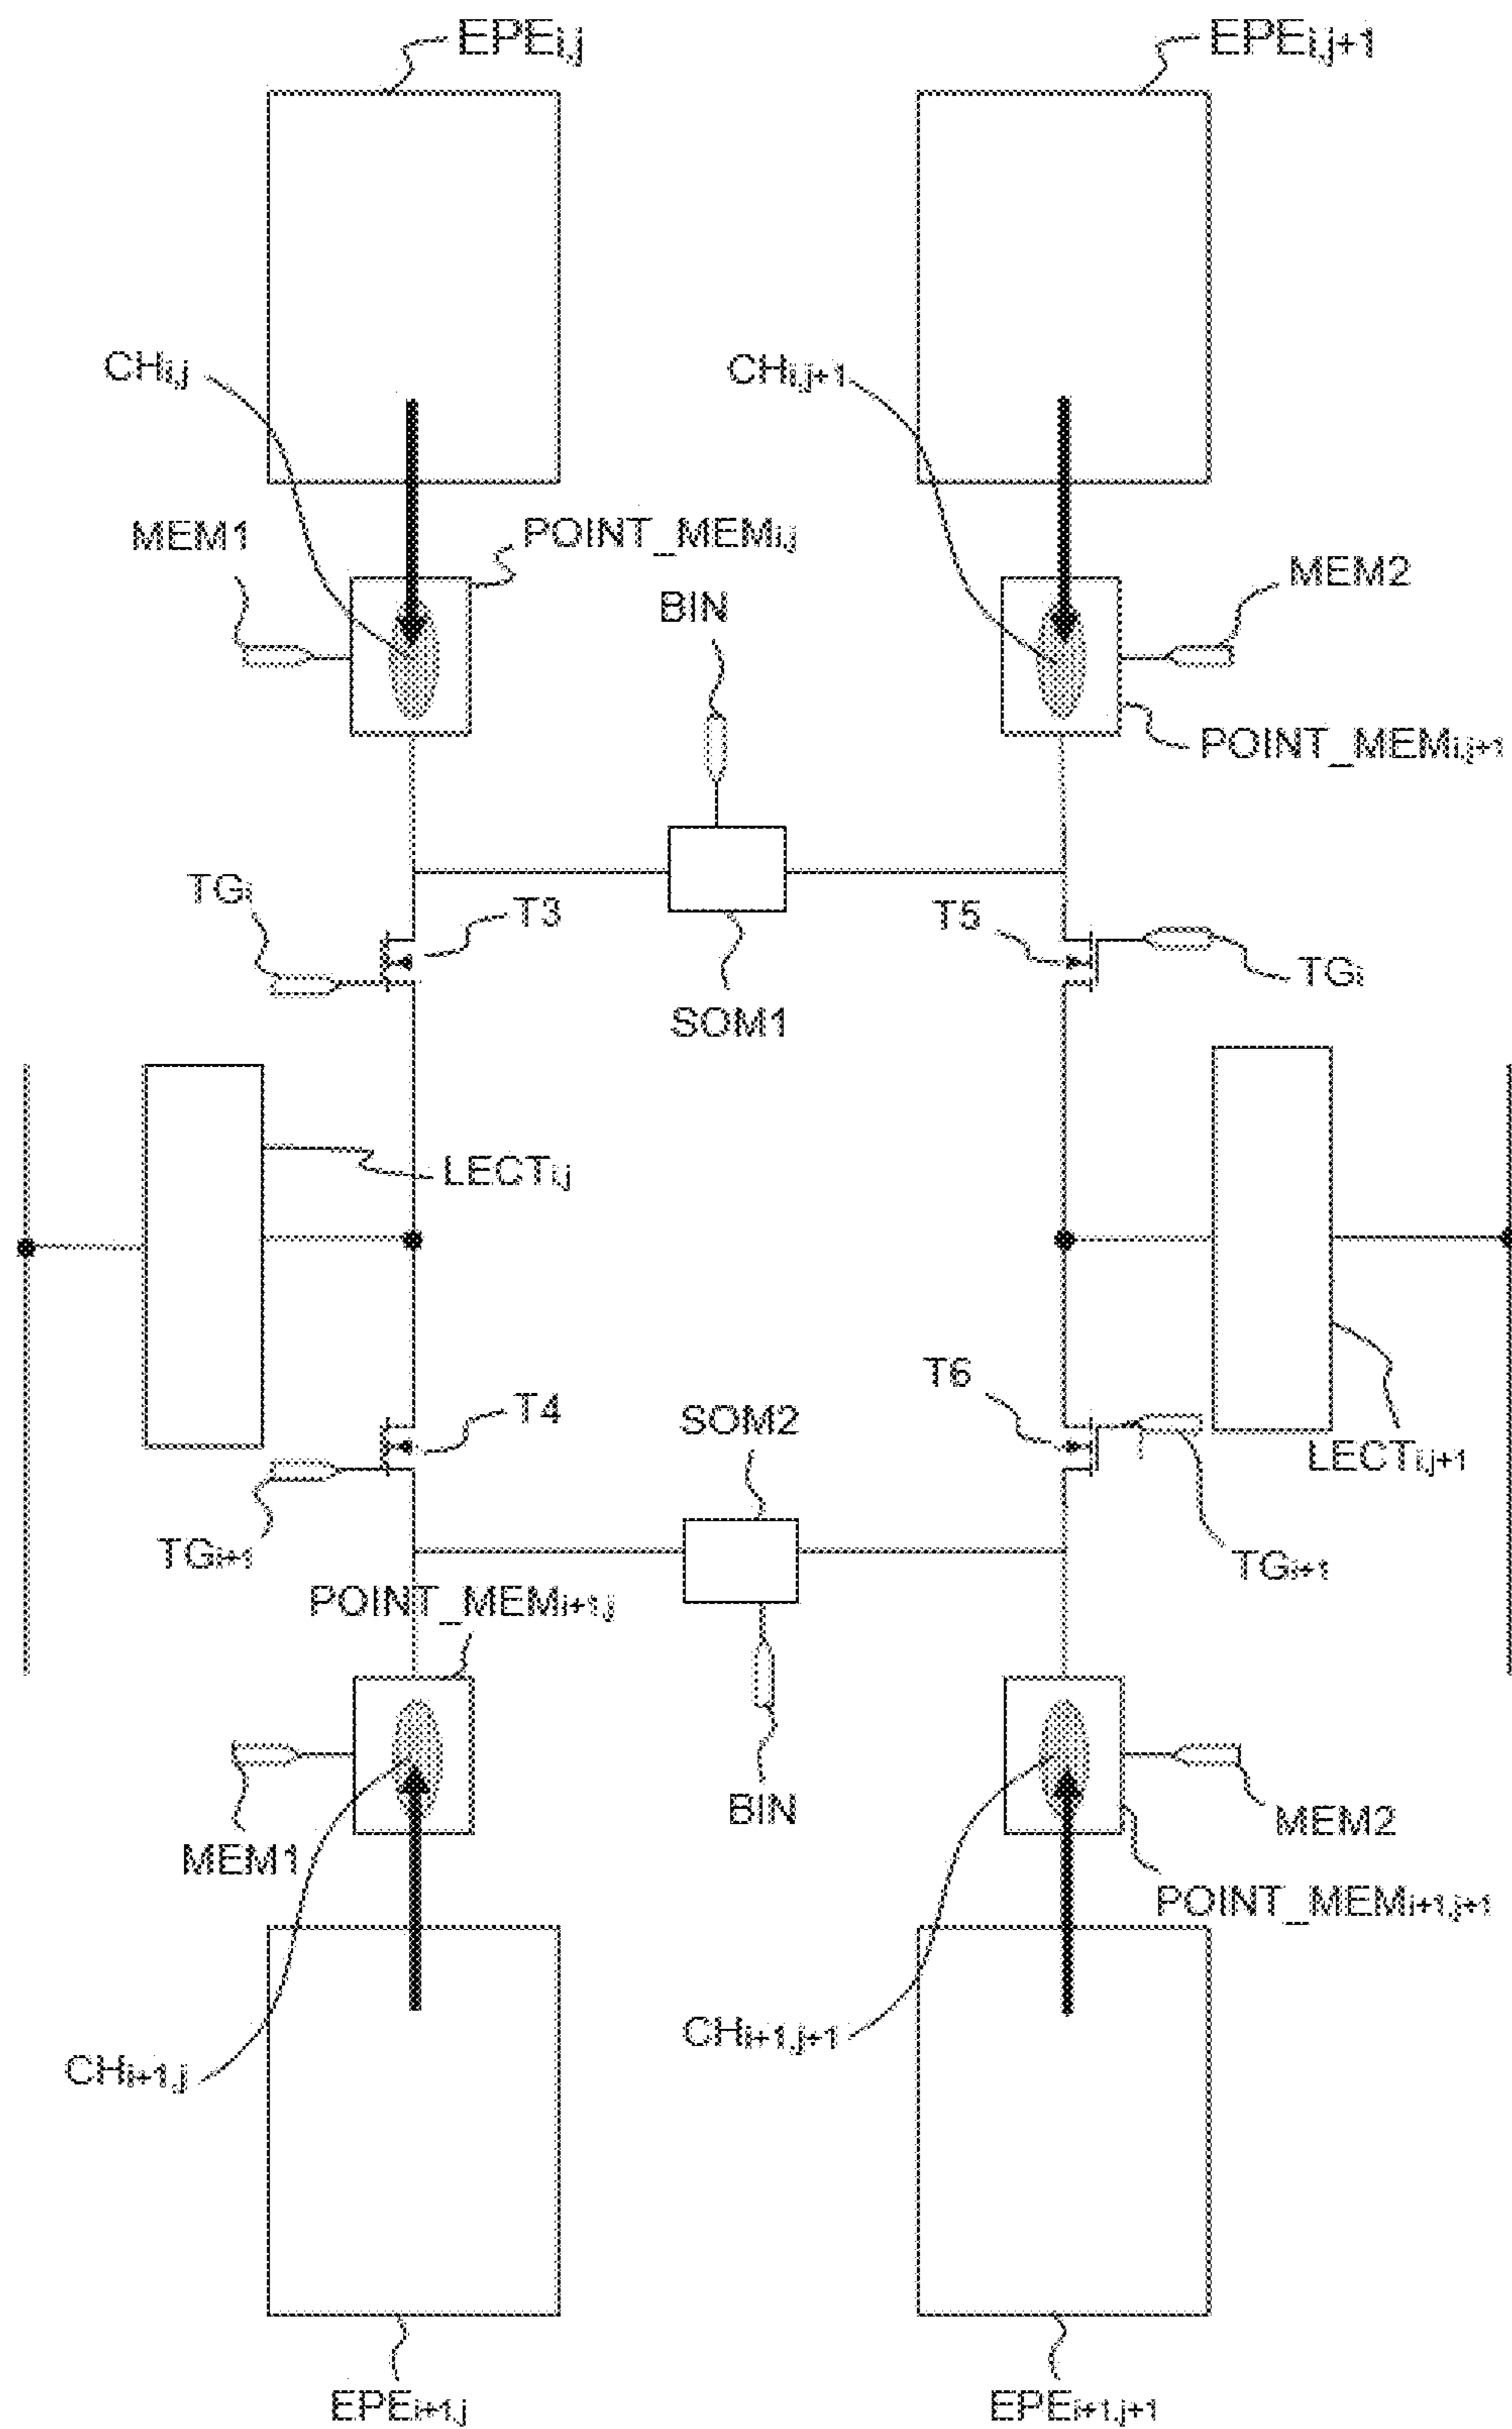 EPEi,j
EPEi,j+1
CHi,j
CHi,j+1
MEM1
POINT_MEMi,j
BIN
MEM2
POINT_MEMi,j+1
TGi
T3
T5
TGi
SOM1
LECTi,j
T6
T4
SOM2
LECTi,j+1
TGi+1
TGi+1
POINT_MEMi+1,j
BIN
MEM2
MEM1
POINT_MEMi+1,j+1
CHi+1,j+1
CHi+1,j
EPEi+1,j
EPEi+1,j+1